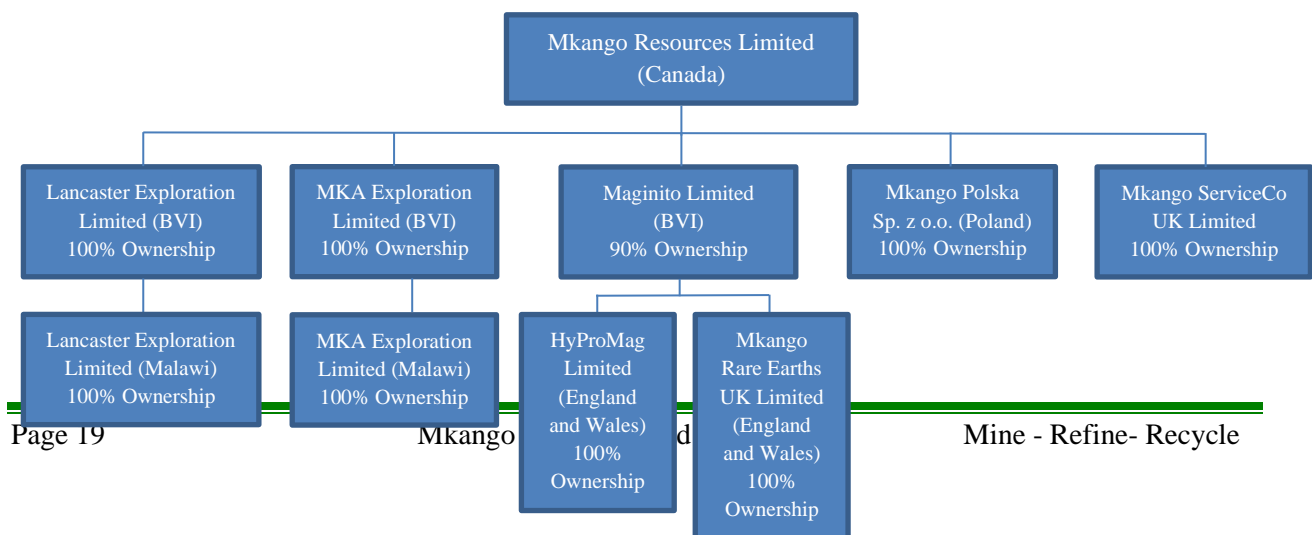 Mkango Resources Limited
(Canada)
Lancaster Exploration
Limited (BVI)
100% Ownership
MKA Exploration
Limited (BVI)
100% Ownership
Maginito Limited
(BVI)
90% Ownership
Mkango Polska
Sp. z o.o. (Poland)
100% Ownership
Mkango ServiceCo
UK Limited
100% Ownership
Lancaster Exploration
Limited (Malawi)
100% Ownership
MKA Exploration
Limited (Malawi)
100% Ownership
HyProMag
Limited
(England
and Wales)
100%
Ownership
Mkango
Rare Earths
UK Limited
(England
and Wales)
100%
Ownership
Page 19 Mkango d Mine - Refine- Recycle